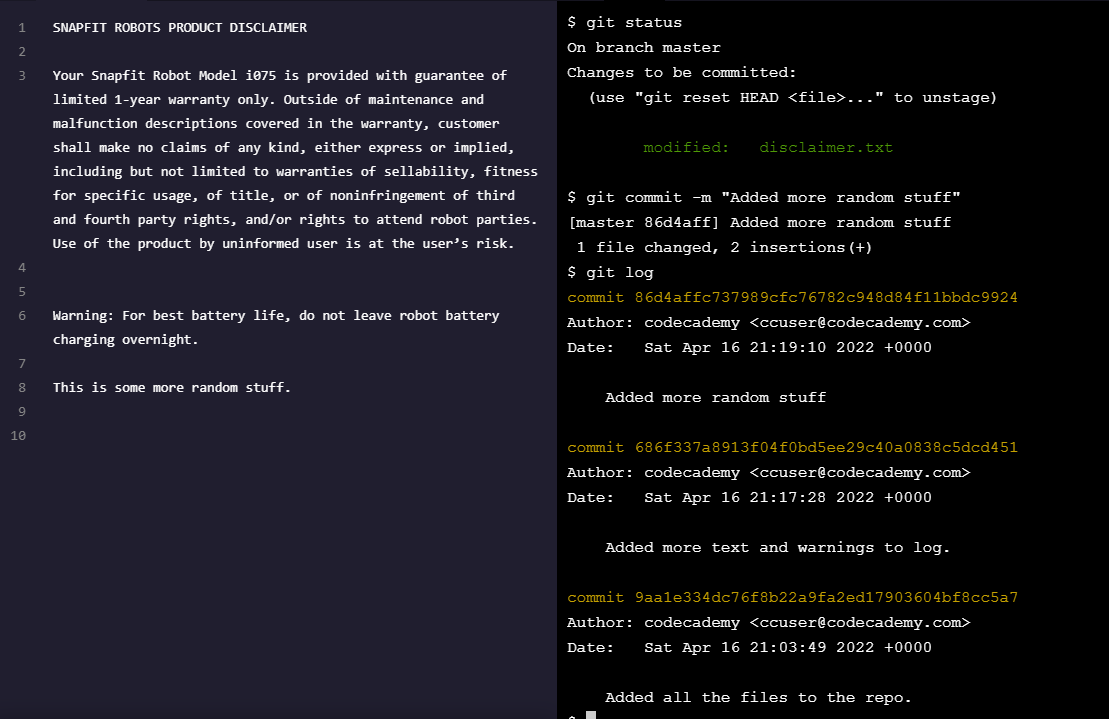 1 SNAPFIT ROBOTS PRODUCT DISCLAIMER
2
3 Your Snapfit Robot Model i075 is provided with guarantee of
limited 1-year warranty only. Outside of maintenance and
malfunction descriptions covered in the warranty, customer
shall make no claims of any kind, either express or implied,
including but not limited to warranties of sellability, fitness
for specific usage, of title, or of noninfringement of third
and fourth party rights, and/or rights to attend robot parties.
Use of the product by uninformed user is at the user’s risk.
4
5
6 Warning: For best battery life, do not leave robot battery
charging overnight.
7
8 This is some more random stuff.
9
10
$ git status
On branch master
Changes to be committed:
(use "git reset HEAD <file>..." to unstage)
modified: disclaimer.txt
$ git commit -m "Added more random stuff"
[master 86d4aff] Added more random stuff
1 file changed, 2 insertions(+)
$ git log
commit 86d4affc737989cfc76782c948d84f11bbdc9924
Author: codecademy <ccuser@codecademy.com>
Date: Sat Apr 16 21:19:10 2022 +0000
Added more random stuff
commit 686f337a8913f04f0bd5ee29c40a0838c5dcd451
Author: codecademy <ccuser@codecademy.com>
Date: Sat Apr 16 21:17:28 2022 +0000
Added more text and warnings to log.
commit 9aa1e334dc76f8b22a9fa2ed17903604bf8cc5a7
Author: codecademy <ccuser@codecademy.com>
Date: Sat Apr 16 21:03:49 2022 +0000
Added all the files to the repo.
$